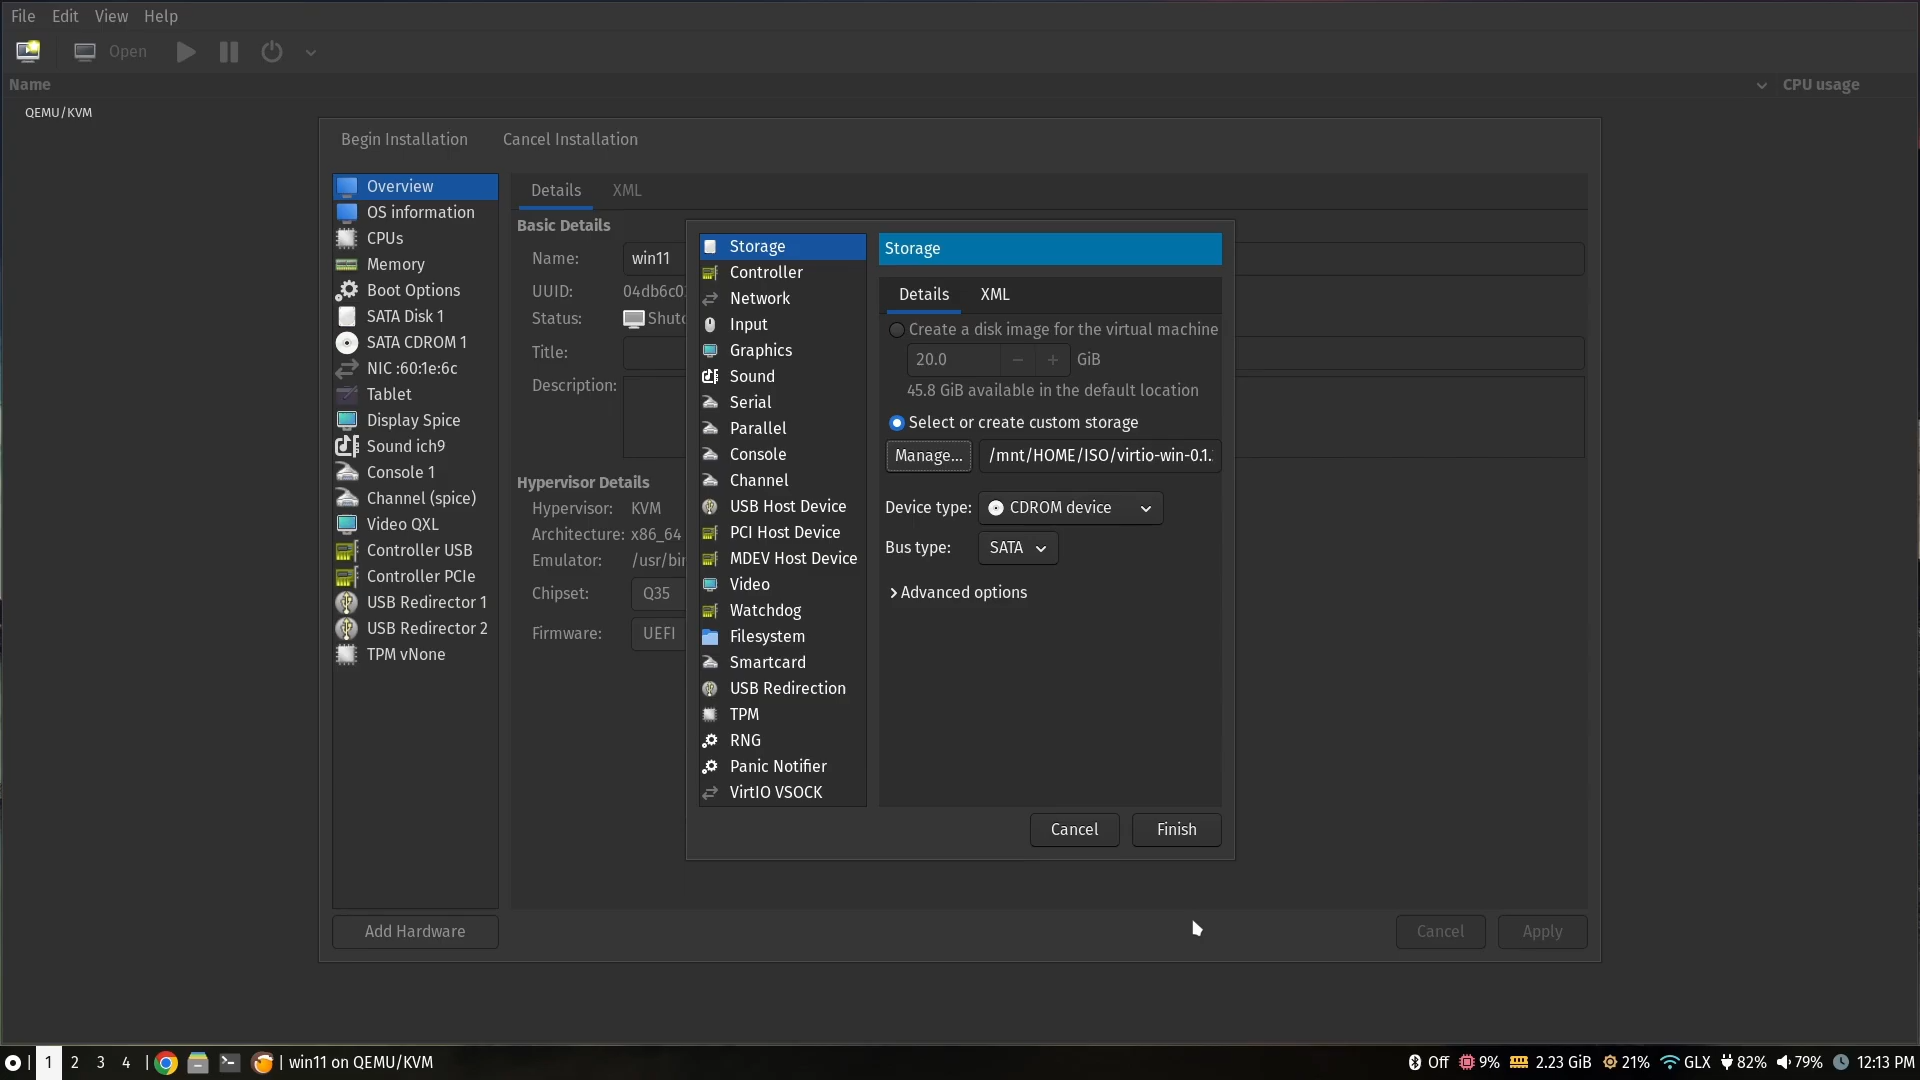 File Edit View Help
Open
Name CPU usage
QEMU/KVM
Begin Installation Cancel Installation
Overview
OS information
CPUs
Memory
Boot Options
SATA Disk 1
SATA CDROM 1
NIC :60:1e:6c
Tablet
Display Spice
Sound ich9
Console 1
Channel (spice)
Video QXL
Controller USB
Controller PCIe
USB Redirector 1
USB Redirector 2
TPM vNone
Add Hardware
Details XML
Basic Details
Name: win11
UUID: 04db6c0
Status: Shuto
Title:
Description:
Hypervisor Details
Hypervisor: KVM
Architecture: x86_64
Emulator: /usr/bin
Chipset: Q35
Firmware: UEFI
Storage
Controller
Network
Input
Graphics
Sound
Serial
Parallel
Console
Channel
USB Host Device
PCI Host Device
MDEV Host Device
Video
Watchdog
Filesystem
Smartcard
USB Redirection
TPM
RNG
Panic Notifier
VirtIO VSOCK
Storage
Details XML
Create a disk image for the virtual machine
20.0 − + GiB
45.8 GiB available in the default location
Select or create custom storage
Manage... /mnt/HOME/ISO/virtio-win-0.1.
Device type: CDROM device
Bus type: SATA
Advanced options
Cancel Finish
Cancel Apply
1 2 3 4 | win11 on QEMU/KVM
Off 9% 2.23 GiB 21% GLX 82% 79% 12:13 PM